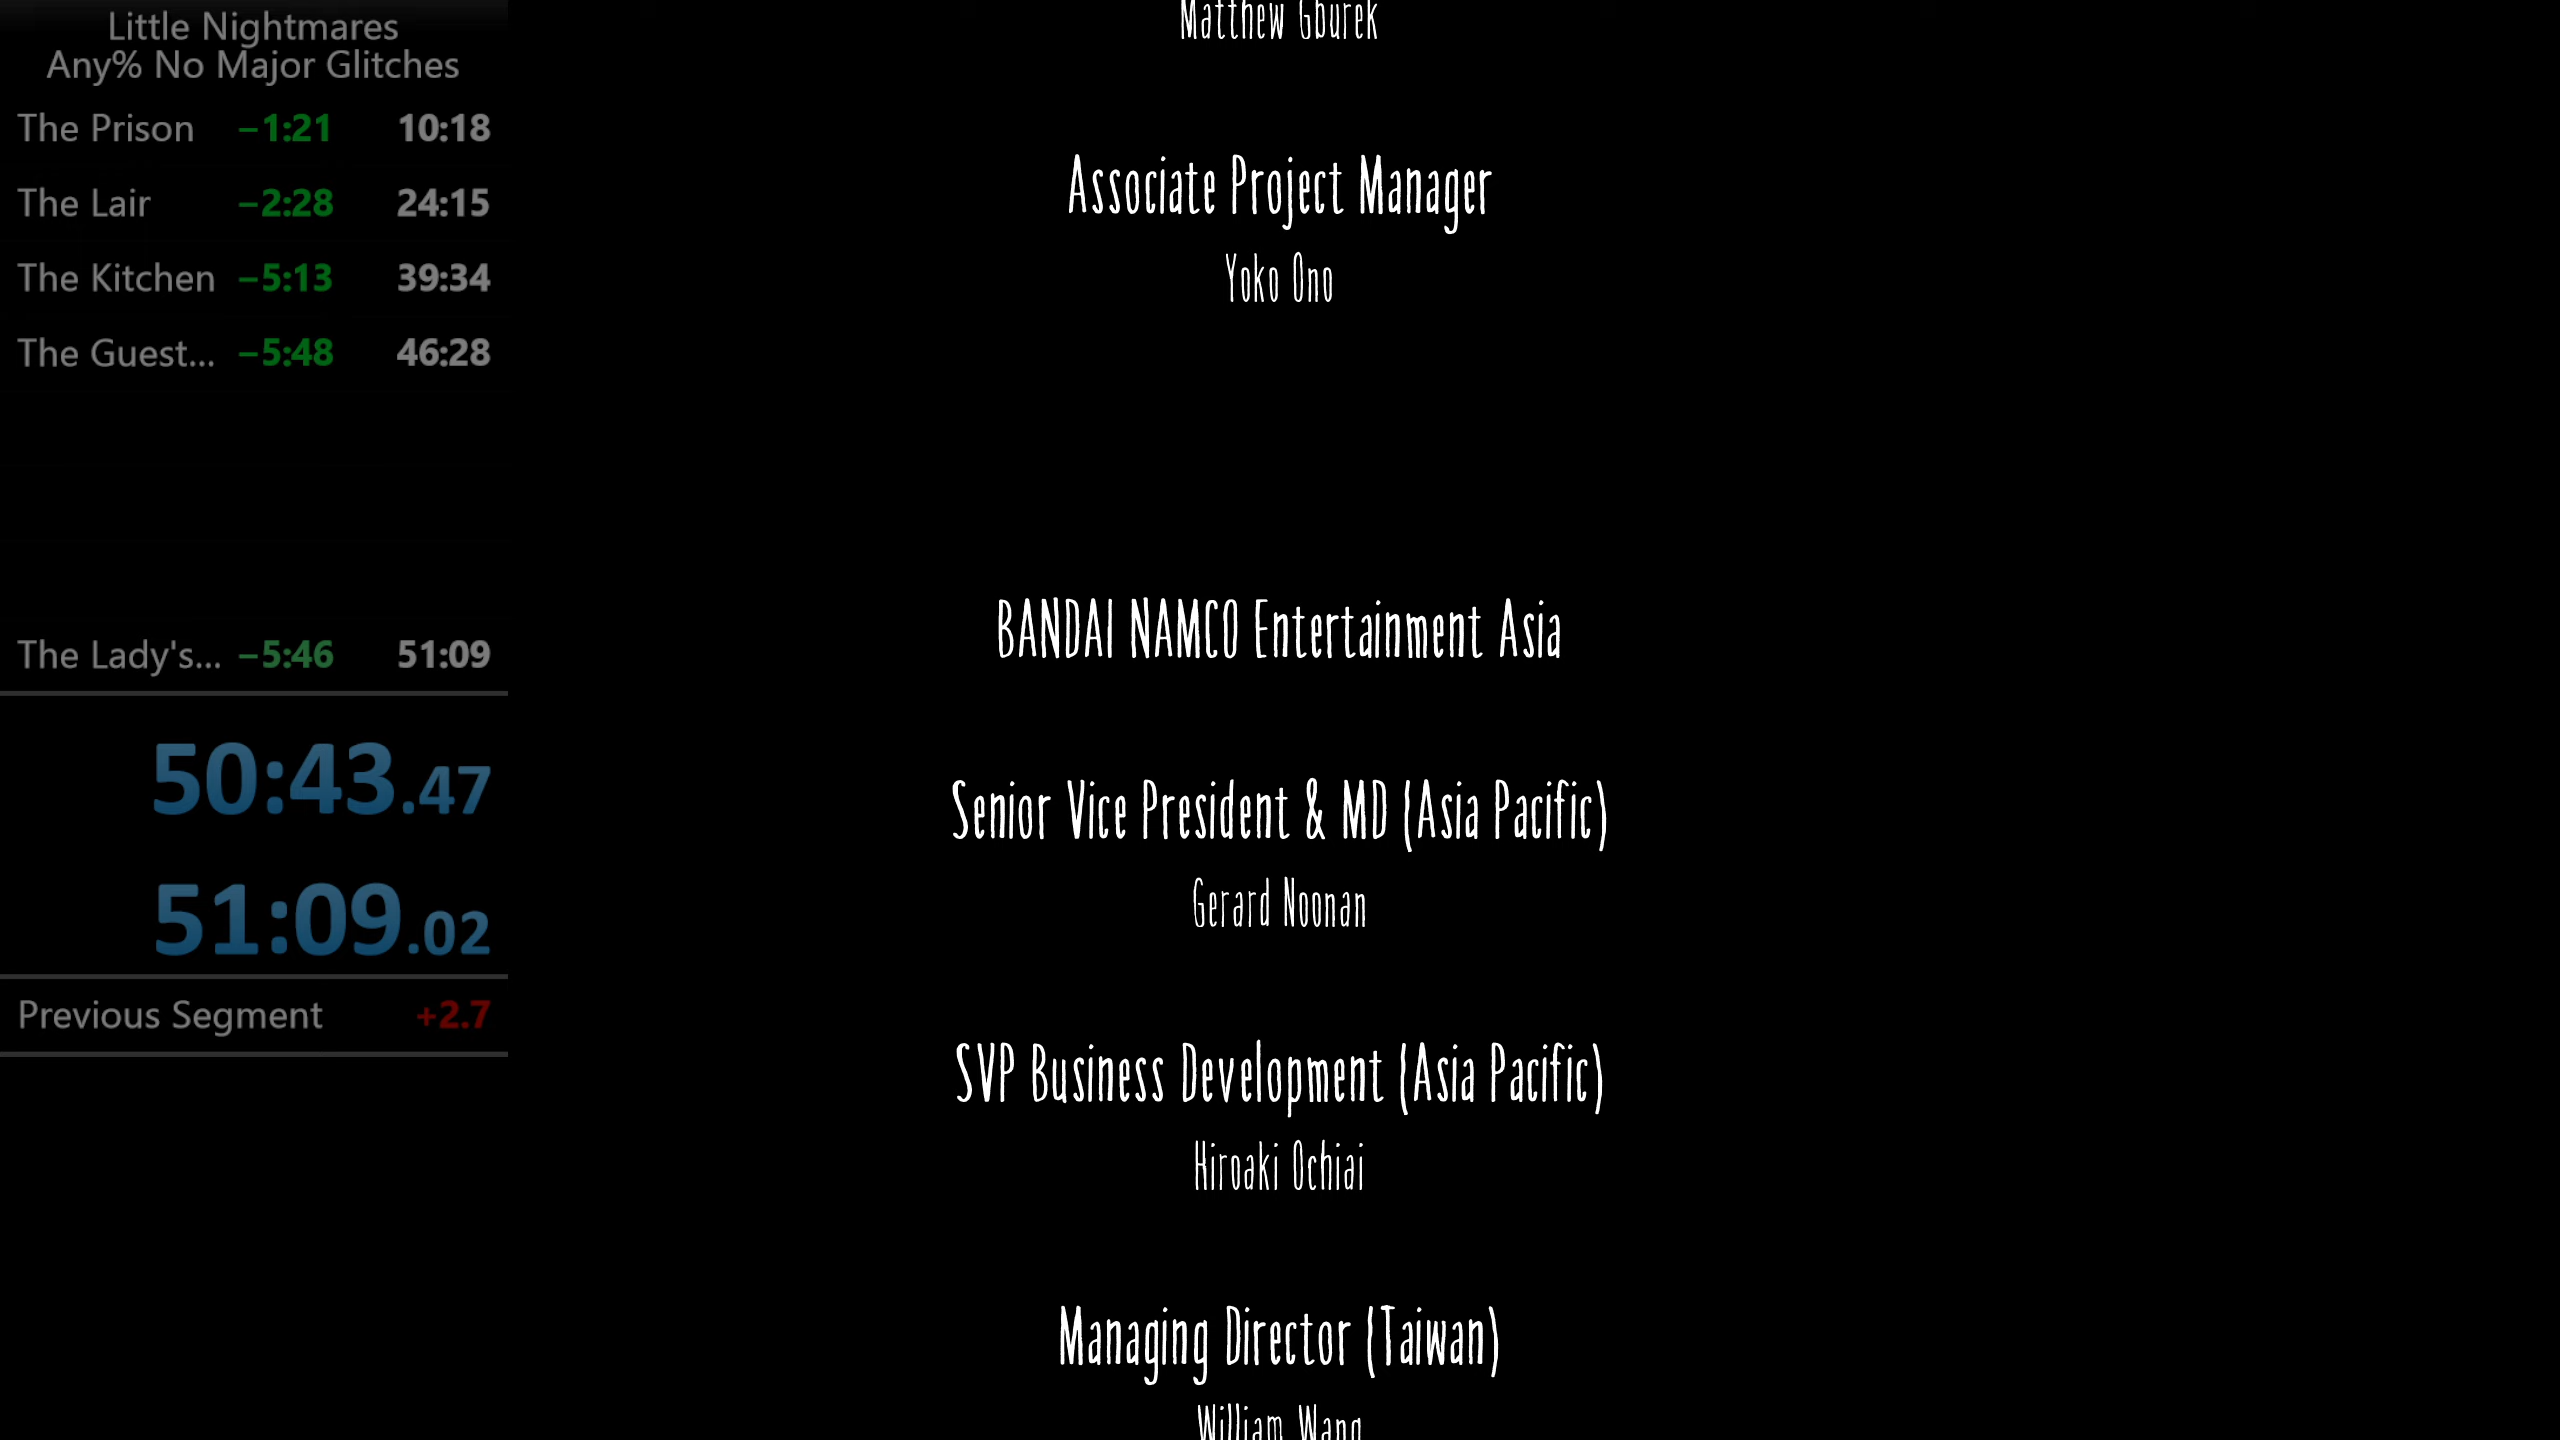 Little Nightmares
Any% No Major Glitches
The Prison −1:21 10:18
The Lair −2:28 24:15
The Kitchen −5:13 39:34
The Guest... −5:48 46:28
The Lady's... −5:46 51:09
50:43.47
51:09.02
Previous Segment +2.7
Matthew Gburek
Associate Project Manager
Yoko Ono
BANDAI NAMCO Entertainment Asia
Senior Vice President & MD (Asia Pacific)
Gerard Noonan
SVP Business Development (Asia Pacific)
Hiroaki Ochiai
Managing Director (Taiwan)
William Wang